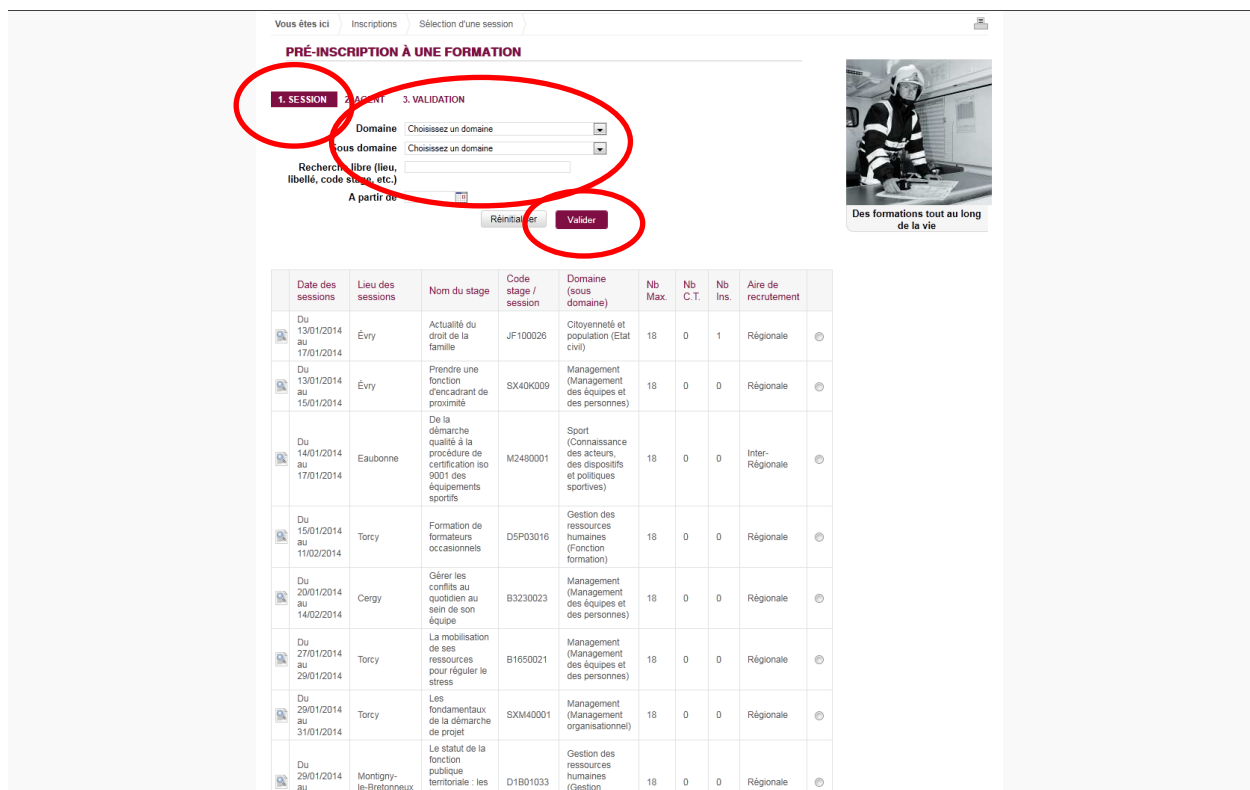 Vous êtes ici Inscriptions Sélection d'une session
PRÉ-INSCRIPTION À UNE FORMATION
1. SESSION 2. AGENT 3. VALIDATION
Domaine Choisissez un domaine
Sous domaine Choisissez un domaine
Recherche libre (lieu,
libellé, code stage, etc.)
A partir de
Réinitialiser Valider
Des formations tout au long
de la vie
Date des sessions Lieu des sessions Nom du stage Code stage / session Domaine (sous domaine) Nb Max. Nb C.T. Nb Ins. Aire de recrutement
Du 13/01/2014 au 17/01/2014 Évry Actualité du droit de la famille JF100026 Citoyenneté et population (Etat civil) 18 0 1 Régionale
Du 13/01/2014 au 15/01/2014 Évry Prendre une fonction d'encadrant de proximité SX40K009 Management (Management des équipes et des personnes) 18 0 0 Régionale
Du 14/01/2014 au 17/01/2014 Eaubonne De la démarche qualité à la procédure de certification iso 9001 des équipements sportifs M2480001 Sport (Connaissance des acteurs, des dispositifs et politiques sportives) 18 0 0 Inter-Régionale
Du 15/01/2014 au 11/02/2014 Torcy Formation de formateurs occasionnels D5P03016 Gestion des ressources humaines (Fonction formation) 18 0 0 Régionale
Du 20/01/2014 au 14/02/2014 Cergy Gérer les conflits au quotidien au sein de son équipe B3230023 Management (Management des équipes et des personnes) 18 0 0 Régionale
Du 27/01/2014 au 29/01/2014 Torcy La mobilisation de ses ressources pour réguler le stress B1650021 Management (Management des équipes et des personnes) 18 0 0 Régionale
Du 29/01/2014 au 31/01/2014 Torcy Les fondamentaux de la démarche de projet SXM40001 Management (Management organisationnel) 18 0 0 Régionale
Du 29/01/2014 au Montigny-le-Bretonneux Le statut de la fonction publique territoriale : les D1B01033 Gestion des ressources humaines (Gestion 18 0 0 Régionale